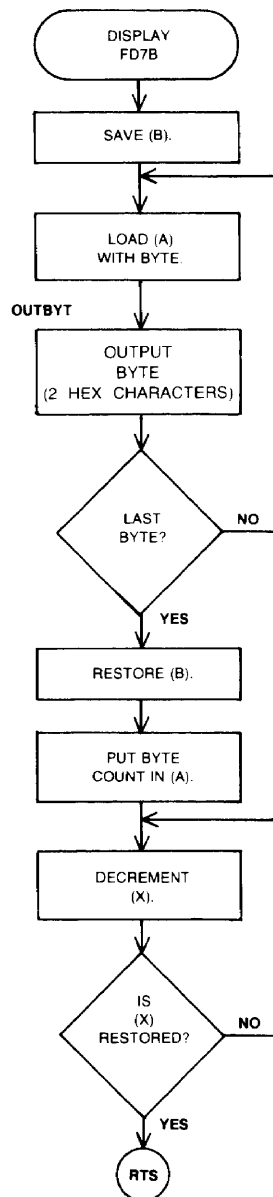 DISPLAY
FD7B
SAVE (B).
LOAD (A)
WITH BYTE
OUTBYT
OUTPUT
BYTE
(2 HEX CHARACTERS)
LAST
BYTE?
NO
YES
RESTORE (B).
PUT BYTE
COUNT IN (A).
DECREMENT
(X).
IS
(X)
RESTORED?
NO
YES
RTS